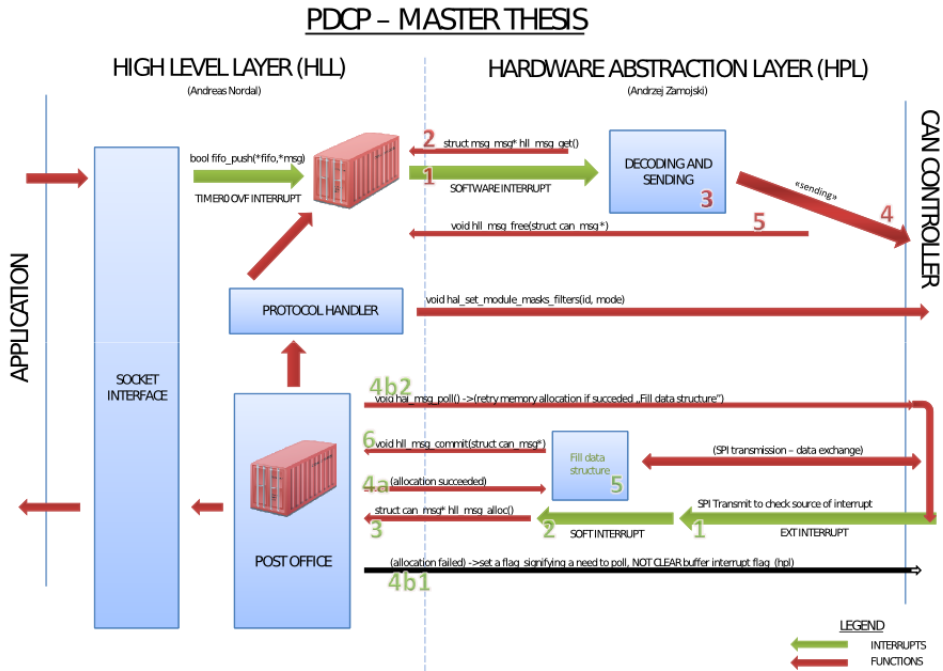 PDCP – MASTER THESIS
HIGH LEVEL LAYER (HLL)
(Andreas Nordal)
HARDWARE ABSTRACTION LAYER (HPL)
(Andrzej Zamojski)
APPLICATION
CAN CONTROLLER
SOCKET
INTERFACE
bool fifo_push(*fifo,*msg)
TIMER0 OVF INTERRUPT
2
struct msg_msg* hll_msg_get()
1
SOFTWARE INTERRUPT
DECODING AND
SENDING
3
«sending»
4
void hll_msg_free(struct can_msg*)
5
PROTOCOL HANDLER
void hal_set_module_masks_filters(id, mode)
4b2
void hal_msg_poll() ->(retry memory allocation if succeded „Fill data structure")
6
void hll_msg_commit(struct can_msg*)
Fill data
structure
5
(SPI transmission – data exchange)
4a
(allocation succeeded)
struct can_msg* hll_msg_alloc()
3
2
SOFT INTERRUPT
SPI Transmit to check source of interrupt
1
EXT INTERRUPT
POST OFFICE
(allocation failed) ->set a flag signifying a need to poll, NOT CLEAR buffer interrupt flag (hpl)
4b1
LEGEND
INTERRUPTS
FUNCTIONS